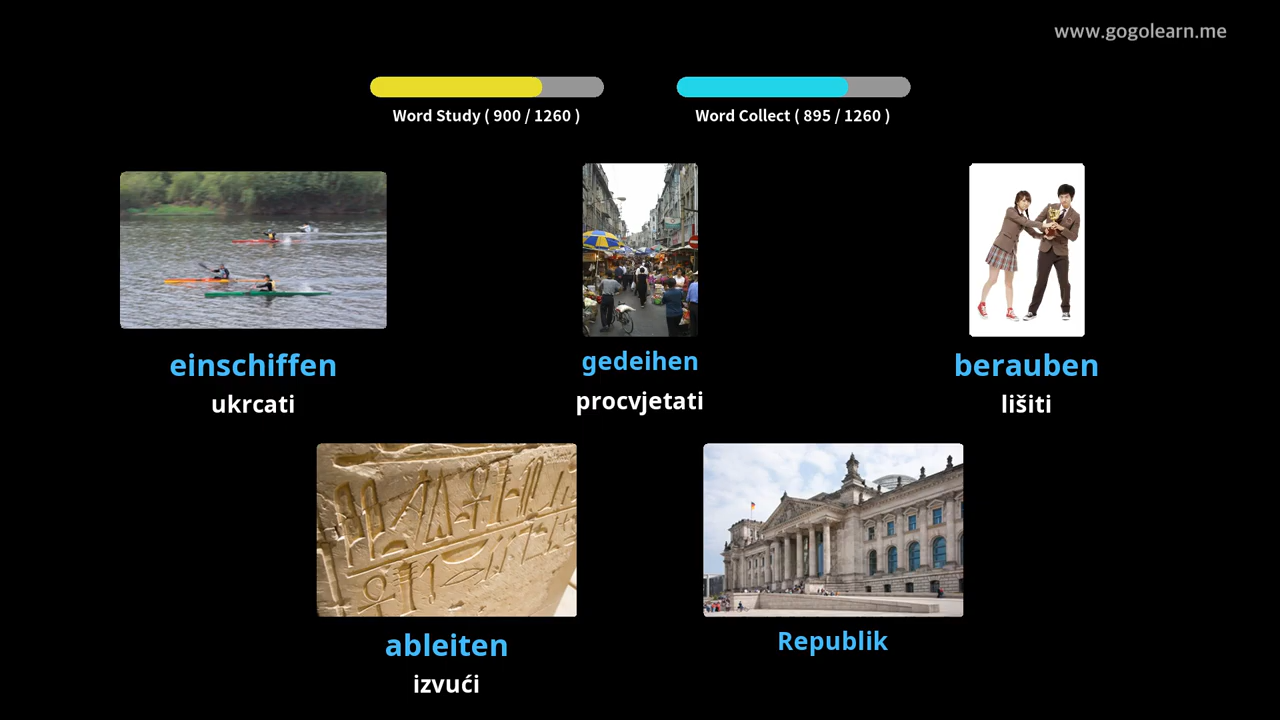 www.gogolearn.me
Word Study ( 900 / 1260 )
Word Collect ( 895 / 1260 )
einschiffen
ukrcati
gedeihen
procvjetati
berauben
lišiti
ableiten
izvući
Republik